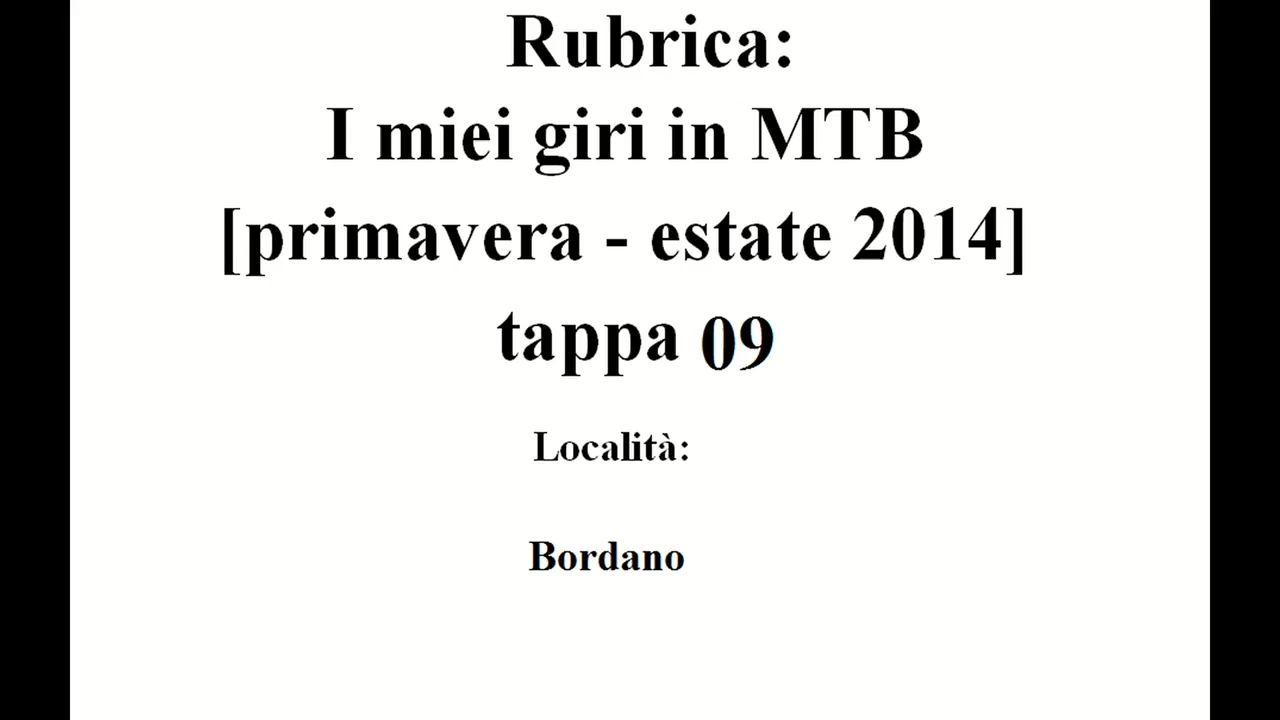 Rubrica:
I miei giri in MTB
[primavera - estate 2014]
tappa 09
Località:
Bordano